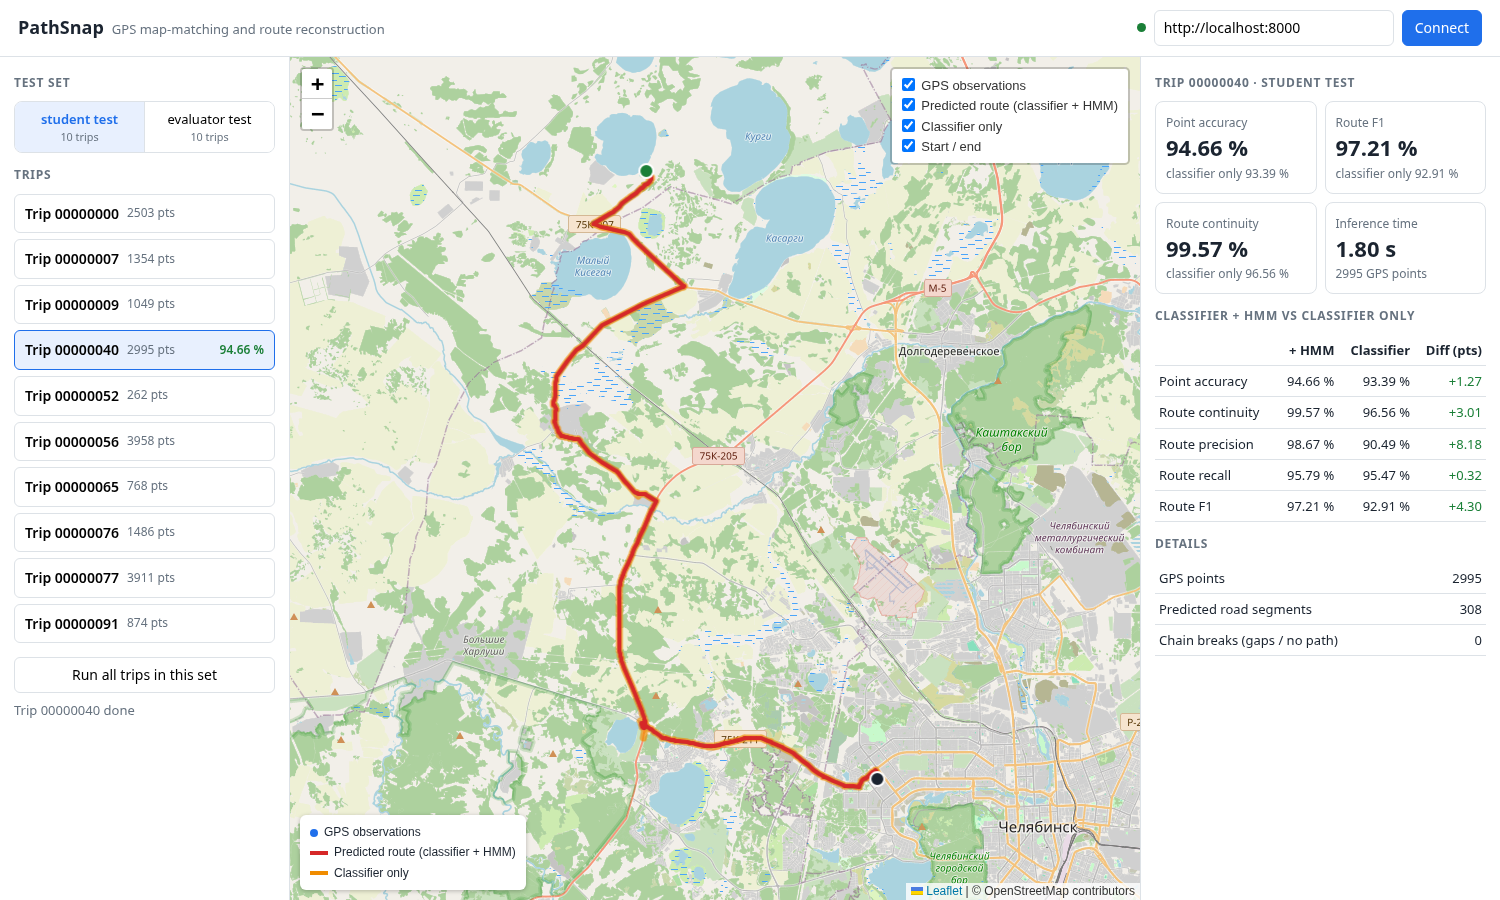 PathSnap GPS map-matching and route reconstruction
http://localhost:8000
Connect
TEST SET
student test
10 trips
evaluator test
10 trips
TRIPS
Trip 00000000 2503 pts
Trip 00000007 1354 pts
Trip 00000009 1049 pts
Trip 00000040 2995 pts 94.66 %
Trip 00000052 262 pts
Trip 00000056 3958 pts
Trip 00000065 768 pts
Trip 00000076 1486 pts
Trip 00000077 3911 pts
Trip 00000091 874 pts
Run all trips in this set
Trip 00000040 done
+
−
GPS observations
Predicted route (classifier + HMM)
Classifier only
Start / end
Курги
Касарги
Малый
Кисегач
М-5
Долгодеревенское
Каштакский
бор
75К-205
Челябинский
металлургический
комбинат
Большие
Харлуши
Челябинск
Челябинский
городской
бор
GPS observations
Predicted route (classifier + HMM)
Classifier only
Leaflet | © OpenStreetMap contributors
TRIP 00000040 · STUDENT TEST
Point accuracy
94.66 %
classifier only 93.39 %
Route F1
97.21 %
classifier only 92.91 %
Route continuity
99.57 %
classifier only 96.56 %
Inference time
1.80 s
2995 GPS points
CLASSIFIER + HMM VS CLASSIFIER ONLY
+ HMM Classifier Diff (pts)
Point accuracy 94.66 % 93.39 % +1.27
Route continuity 99.57 % 96.56 % +3.01
Route precision 98.67 % 90.49 % +8.18
Route recall 95.79 % 95.47 % +0.32
Route F1 97.21 % 92.91 % +4.30
DETAILS
GPS points 2995
Predicted road segments 308
Chain breaks (gaps / no path) 0